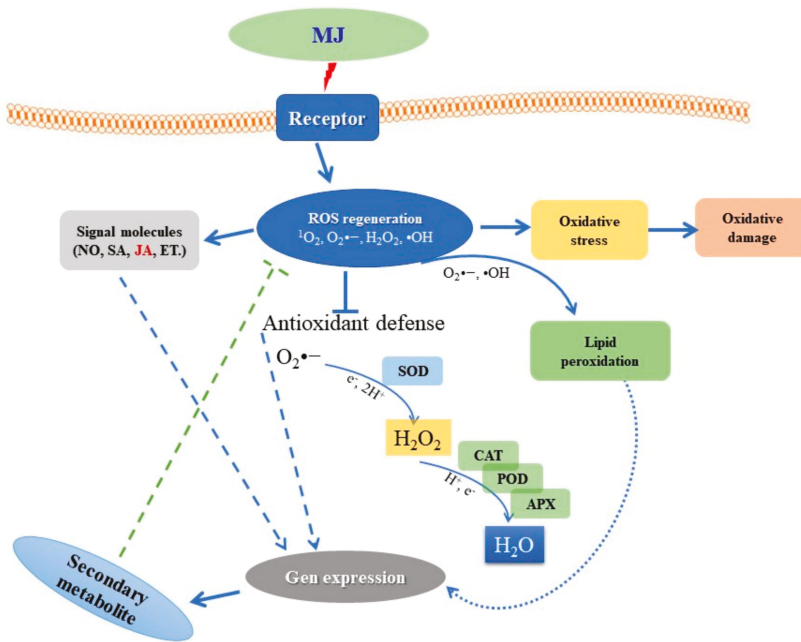 MJ
Receptor
ROS regeneration
¹O₂, O₂•−, H₂O₂, •OH
Signal molecules
(NO, SA, JA, ET.)
Oxidative
stress
Oxidative
damage
O₂•−, •OH
Antioxidant defense
Lipid
peroxidation
O₂•−
SOD
e⁻, 2H⁺
H₂O₂
CAT
POD
APX
H⁺, e⁻
H₂O
Gen expression
Secondary
metabolite